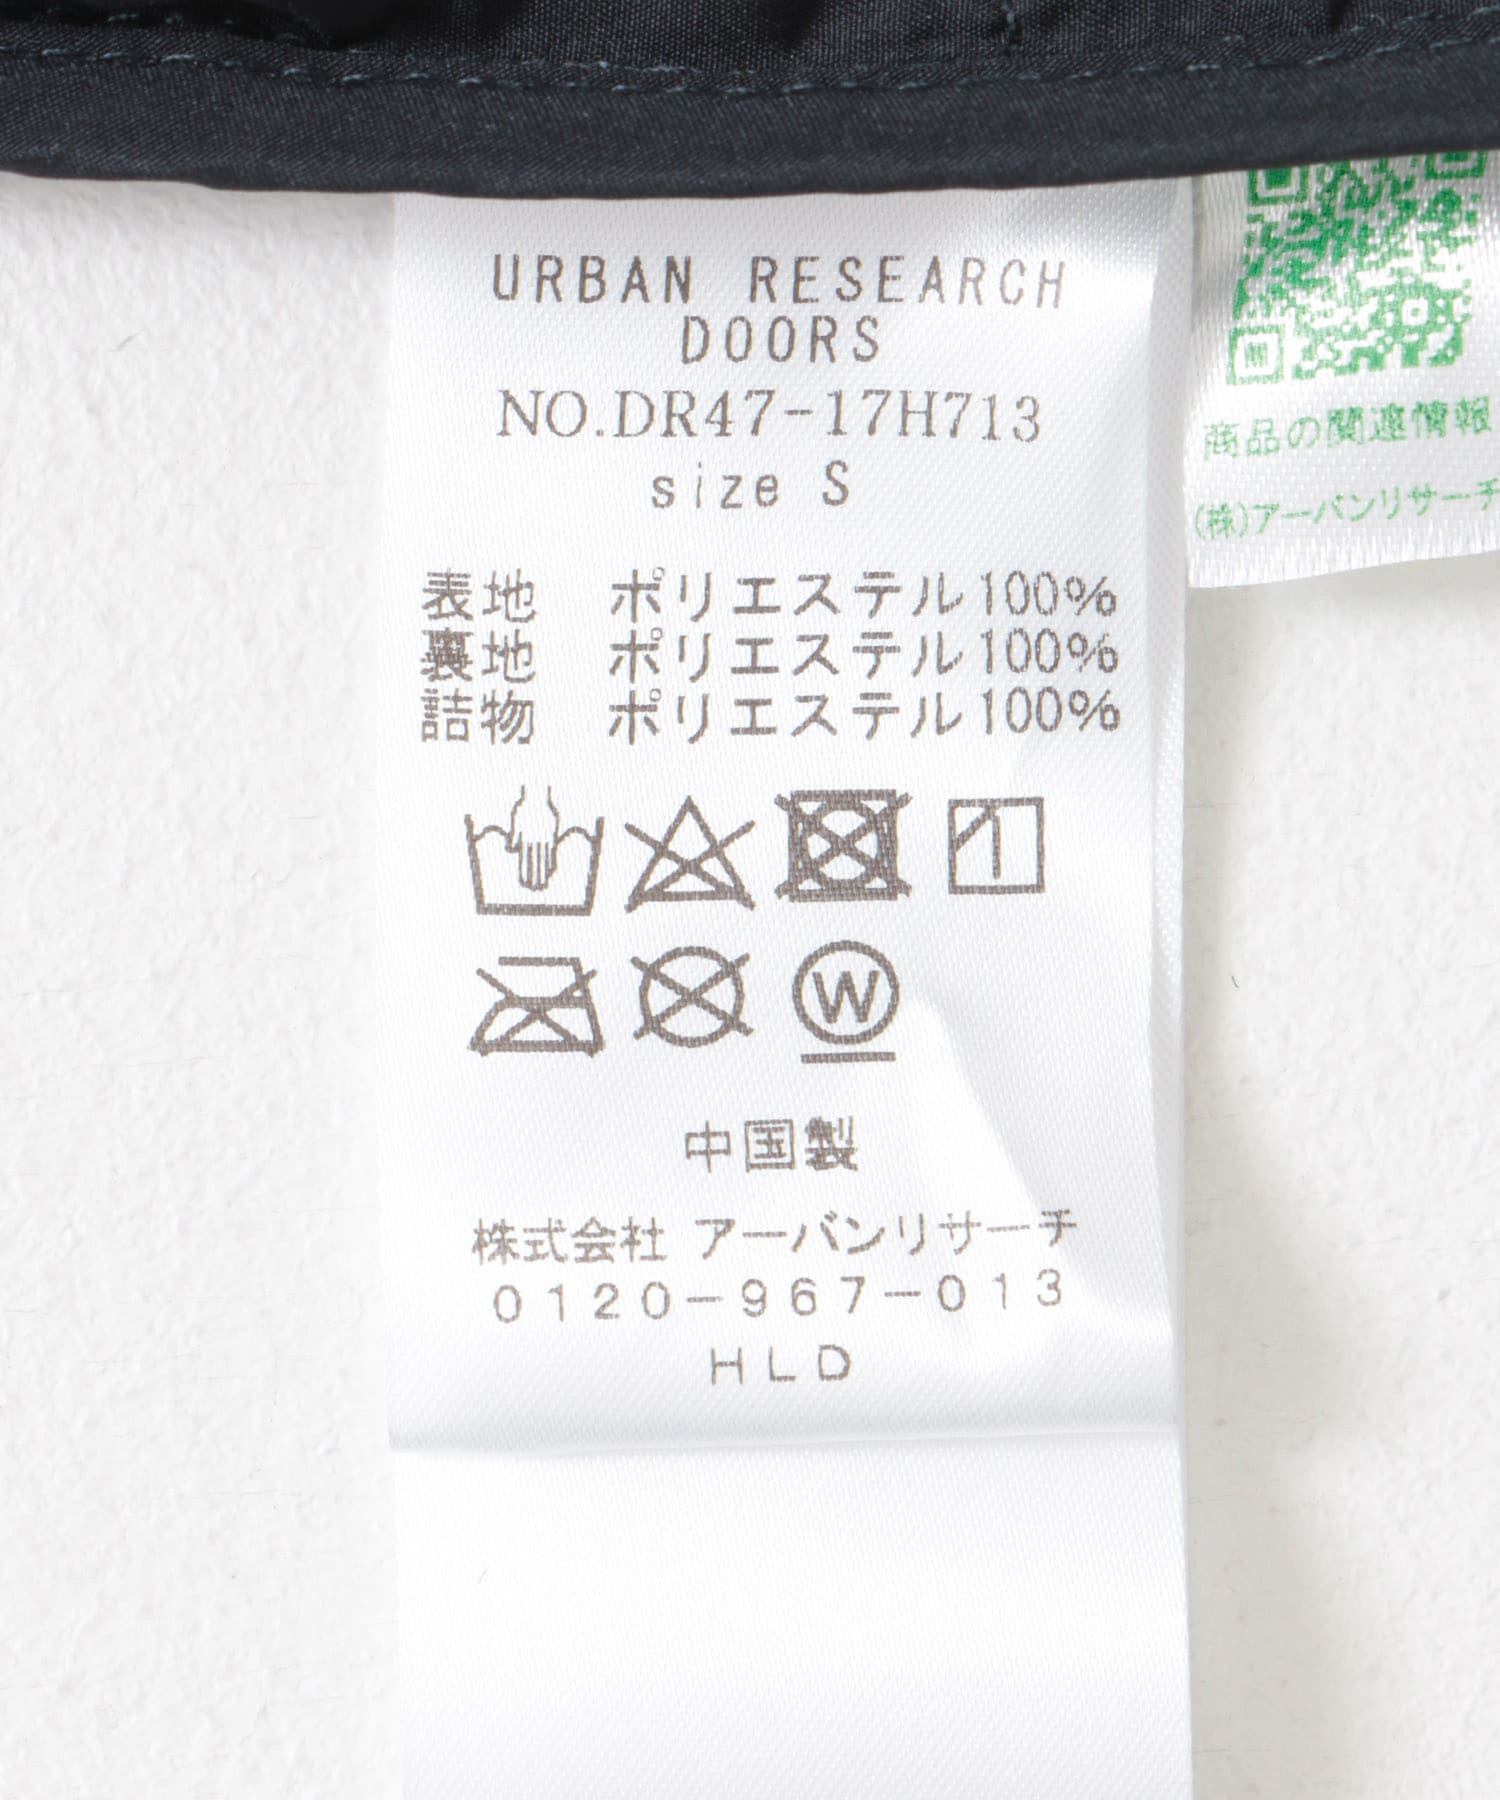 URBAN RESEARCH
DOORS
NO.DR47-17H713
size S
表地 ポリエステル100%
裏地 ポリエステル100%
詰物 ポリエステル100%
W
中国製
株式会社 アーバンリサーチ
0120-967-013
HLD
商品の関連情報
(株)アーバンリサーチ